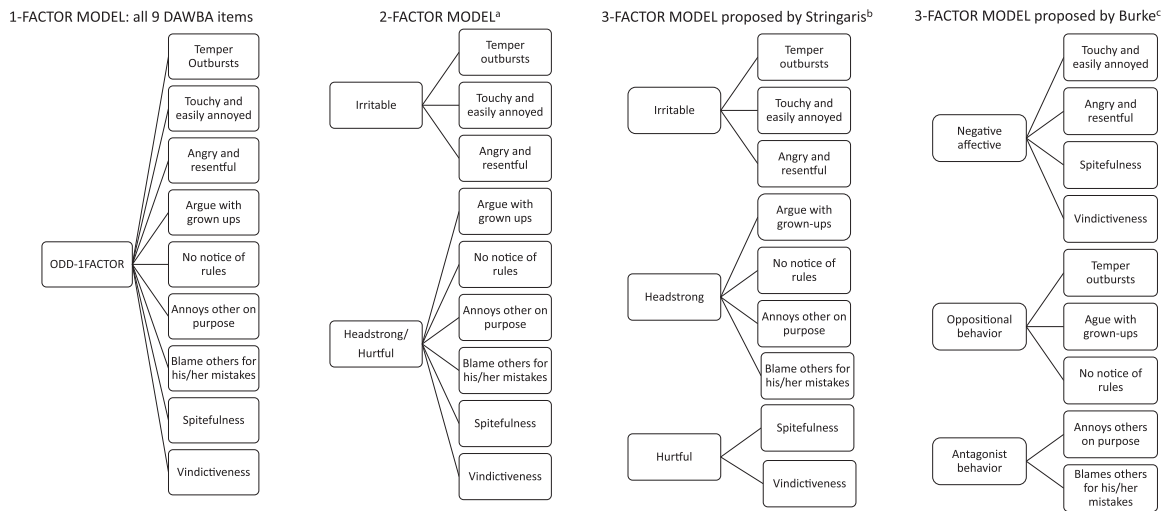 1-FACTOR MODEL: all 9 DAWBA items
Temper
Outbursts
Touchy and
easily annoyed
Angry and
resentful
Argue with
grown ups
ODD-1FACTOR
No notice of
rules
Annoys other on
purpose
Blame others for
his/her mistakes
Spitefulness
Vindictiveness
2-FACTOR MODELa
Irritable
Temper
outbursts
Touchy and
easily annoyed
Angry and
resentful
Headstrong/
Hurtful
Argue with
grown ups
No notice of
rules
Annoys other on
purpose
Blame others for
his/her mistakes
Spitefulness
Vindictiveness
3-FACTOR MODEL proposed by Stringarisb
Irritable
Temper
outbursts
Touchy and
easily annoyed
Angry and
resentful
Headstrong
Argue with
grown-ups
No notice of
rules
Annoys other on
purpose
Blame others for
his/her mistakes
Hurtful
Spitefulness
Vindictiveness
3-FACTOR MODEL proposed by Burkec
Negative
affective
Touchy and
easily annoyed
Angry and
resentful
Spitefulness
Vindictiveness
Oppositional
behavior
Temper
outbursts
Ague with
grown-ups
No notice of
rules
Antagonist
behavior
Annoys others
on purpose
Blames others
for his/her
mistakes